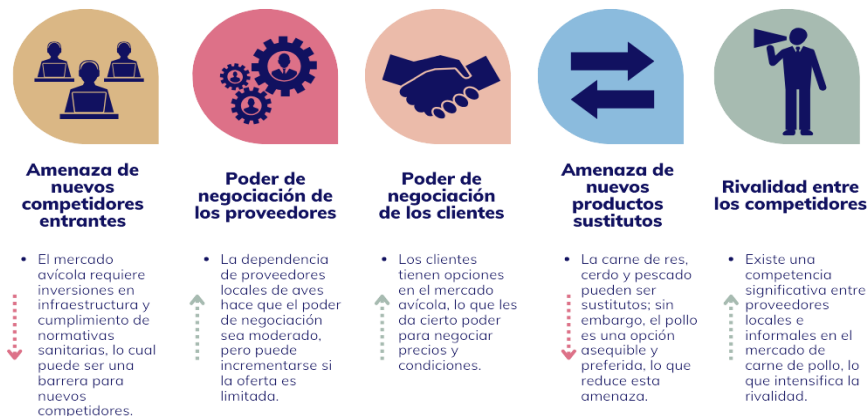 Amenaza de
nuevos
competidores
entrantes
• El mercado
avícola requiere
inversiones en
infraestructura y
cumplimiento de
normativas
sanitarias, lo cual
puede ser una
barrera para
nuevos
competidores.
Poder de
negociación de
los proveedores
• La dependencia
de proveedores
locales de aves
hace que el poder
de negociación
sea moderado,
pero puede
incrementarse si
la oferta es
limitada.
Poder de
negociación
de los clientes
• Los clientes
tienen opciones
en el mercado
avícola, lo que les
da cierto poder
para negociar
precios y
condiciones.
Amenaza de
nuevos
productos
sustitutos
• La carne de res,
cerdo y pescado
pueden ser
sustitutos; sin
embargo, el pollo
es una opción
asequible y
preferida, lo que
reduce esta
amenaza.
Rivalidad entre
los competidores
• Existe una
competencia
significativa entre
proveedores
locales e
informales en el
mercado de
carne de pollo, lo
que intensifica la
rivalidad.